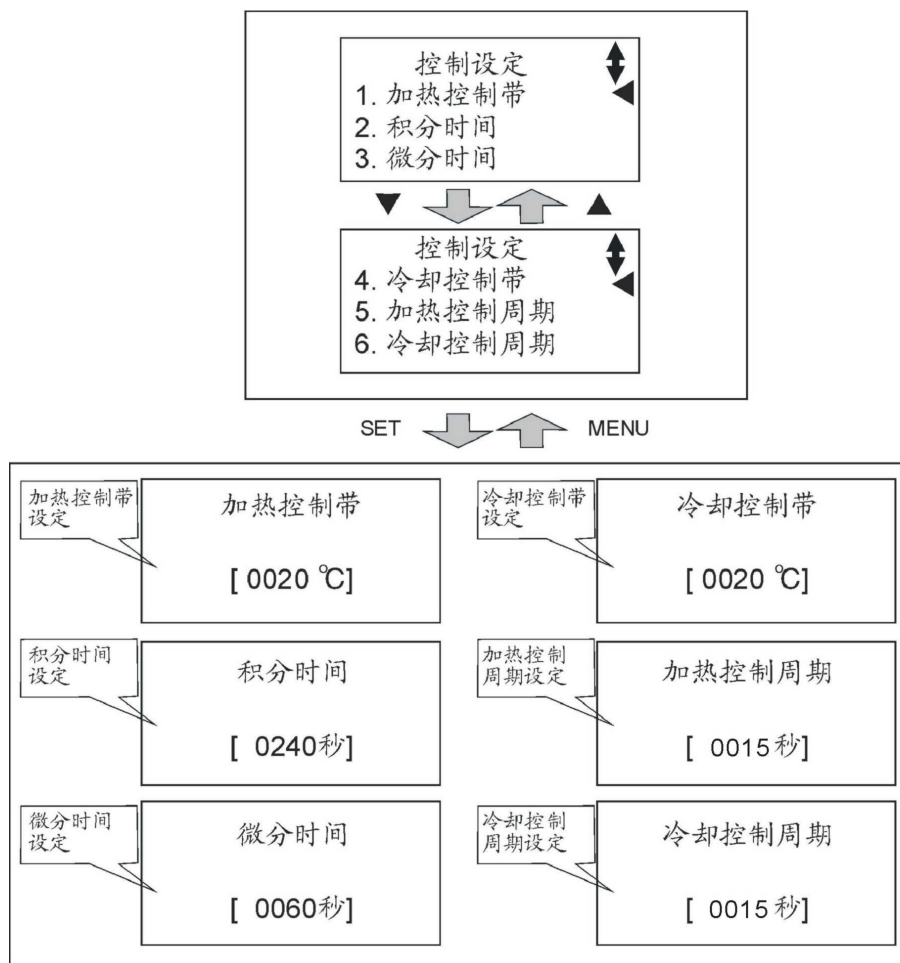 控制设定
1. 加热控制带
2. 积分时间
3. 微分时间
控制设定
4. 冷却控制带
5. 加热控制周期
6. 冷却控制周期
SET
MENU
加热控制带
设定
加热控制带
[ 0020 ℃]
冷却控制带
设定
冷却控制带
[ 0020 ℃]
积分时间
设定
积分时间
[ 0240秒]
加热控制
周期设定
加热控制周期
[ 0015秒]
微分时间
设定
微分时间
[ 0060秒]
冷却控制
周期设定
冷却控制周期
[ 0015秒]